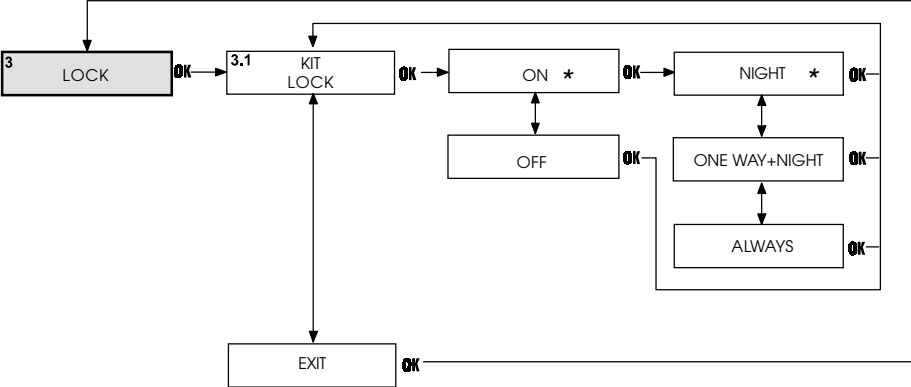 3
LOCK
OK
3.1
KIT
LOCK
OK
ON *
OK
NIGHT *
OK
OFF
OK
ONE WAY+NIGHT
OK
ALWAYS
OK
EXIT
OK